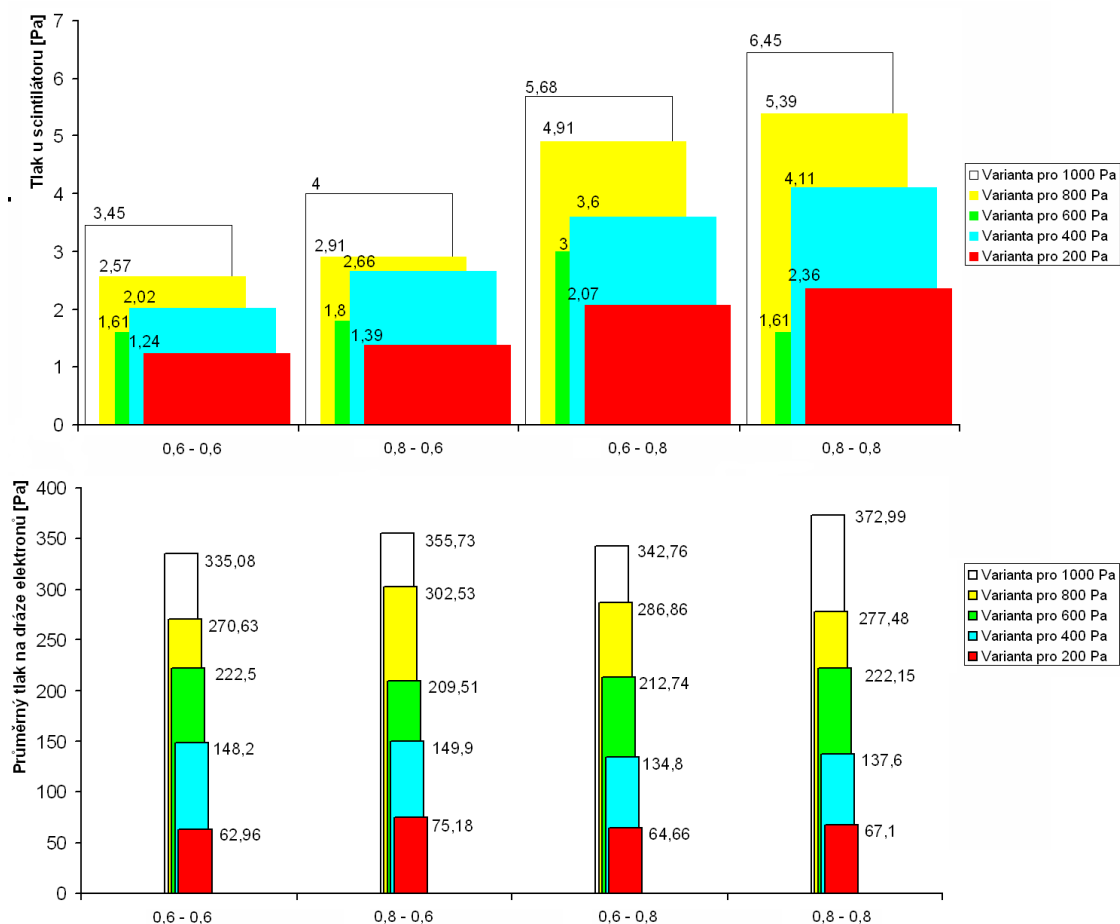 Tlak u scintilátoru [Pa]
7
6
5
4
3
2
1
0
3,45
2,57
1,61
2,02
1,24
4
2,91
1,8
2,66
1,39
5,68
4,91
3
3,6
2,07
6,45
5,39
1,61
4,11
2,36
0,6 - 0,6
0,8 - 0,6
0,6 - 0,8
0,8 - 0,8
Varianta pro 1000 Pa
Varianta pro 800 Pa
Varianta pro 600 Pa
Varianta pro 400 Pa
Varianta pro 200 Pa
Průměrný tlak na dráze elektronů [Pa]
400
350
300
250
200
150
100
50
0
335,08
270,63
222,5
148,2
62,96
355,73
302,53
209,51
149,9
75,18
342,76
286,86
212,74
134,8
64,66
372,99
277,48
222,15
137,6
67,1
0,6 - 0,6
0,8 - 0,6
0,6 - 0,8
0,8 - 0,8
Varianta pro 1000 Pa
Varianta pro 800 Pa
Varianta pro 600 Pa
Varianta pro 400 Pa
Varianta pro 200 Pa